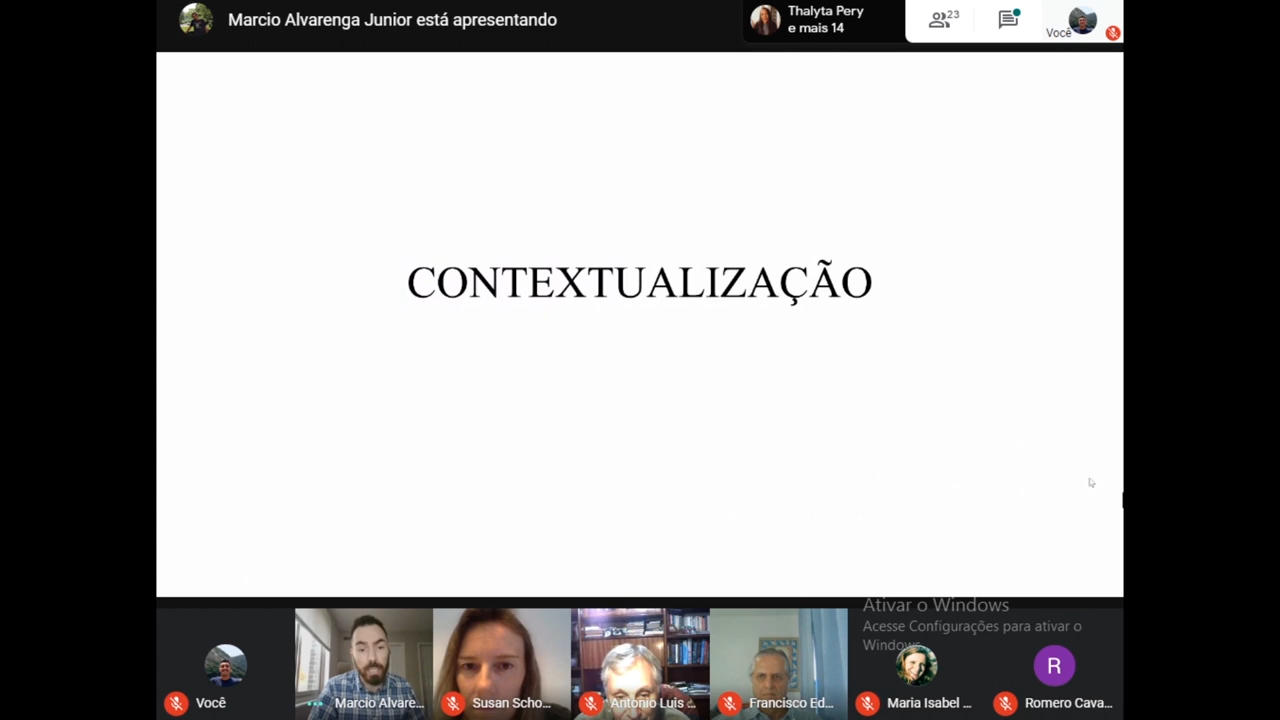 Marcio Alvarenga Junior está apresentando
Thalyta Pery
e mais 14
23
Você
CONTEXTUALIZAÇÃO
Ativar o Windows
Acesse Configurações para ativar o
Windows.
Você
Marcio Alvare...
Susan Scho...
Antonio Luis ...
Francisco Ed...
Maria Isabel ...
R
Romero Cava...